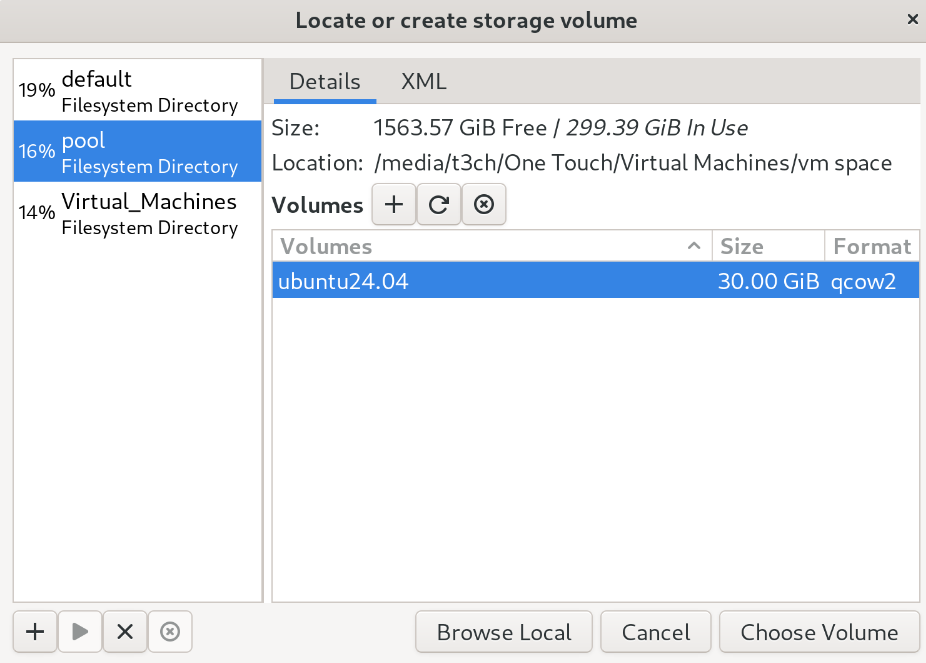 Locate or create storage volume
19% default
Filesystem Directory
16% pool
Filesystem Directory
14% Virtual_Machines
Filesystem Directory
Details XML
Size: 1563.57 GiB Free / 299.39 GiB In Use
Location: /media/t3ch/One Touch/Virtual Machines/vm space
Volumes
Volumes Size Format
ubuntu24.04 30.00 GiB qcow2
Browse Local Cancel Choose Volume